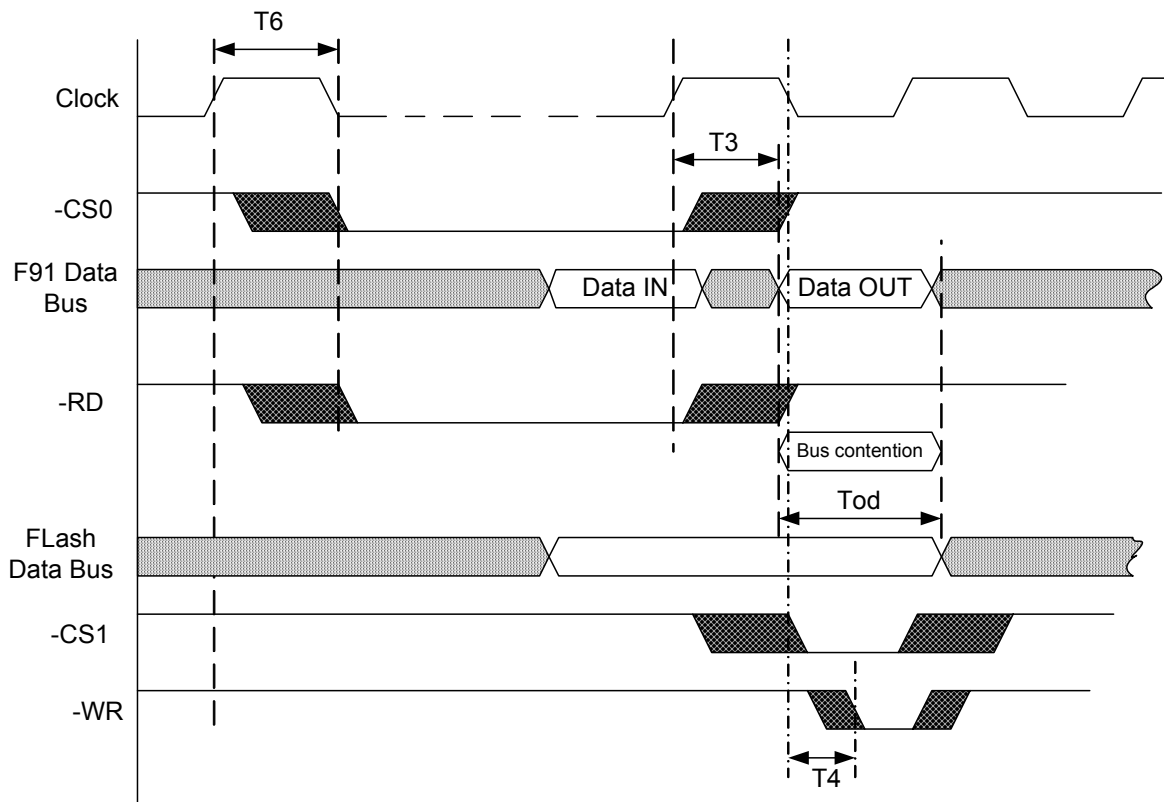 T6
Clock
T3
-CS0
F91 Data
Bus
Data IN
Data OUT
-RD
Bus contention
Tod
FLash
Data Bus
-CS1
-WR
T4